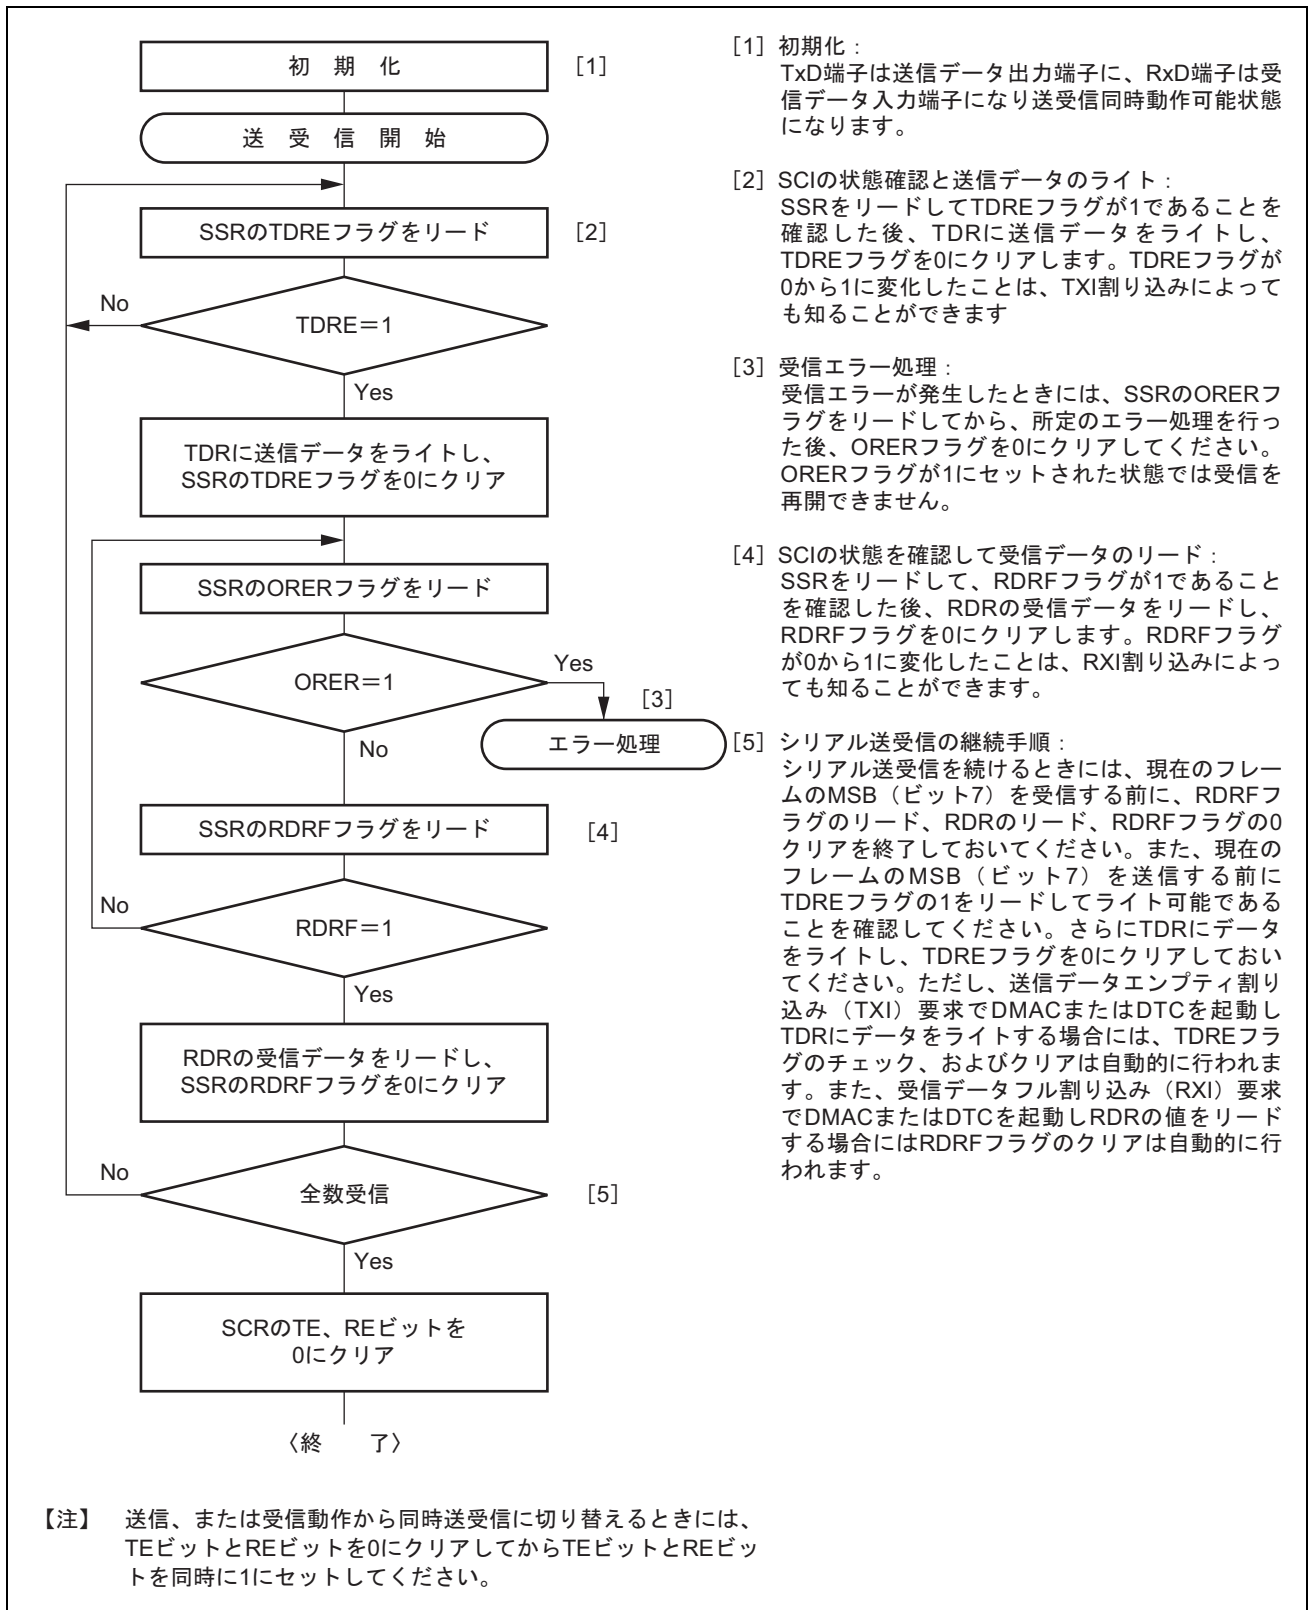 初 期 化
[1]
送 受 信 開 始
SSRのTDREフラグをリード
[2]
No
TDRE＝1
Yes
TDRに送信データをライトし、
SSRのTDREフラグを0にクリア
SSRのORERフラグをリード
ORER＝1
Yes
[3]
エラー処理
No
SSRのRDRFフラグをリード
[4]
No
RDRF＝1
Yes
RDRの受信データをリードし、
SSRのRDRFフラグを0にクリア
No
全数受信
[5]
Yes
SCRのTE、REビットを
0にクリア
〈終 了〉
[1] 初期化：
TxD端子は送信データ出力端子に、RxD端子は受
信データ入力端子になり送受信同時動作可能状態
になります。
[2] SCIの状態確認と送信データのライト：
SSRをリードしてTDREフラグが1であることを
確認した後、TDRに送信データをライトし、
TDREフラグを0にクリアします。TDREフラグが
0から1に変化したことは、TXI割り込みによって
も知ることができます
[3] 受信エラー処理：
受信エラーが発生したときには、SSRのORERフ
ラグをリードしてから、所定のエラー処理を行っ
た後、ORERフラグを0にクリアしてください。
ORERフラグが1にセットされた状態では受信を
再開できません。
[4] SCIの状態を確認して受信データのリード：
SSRをリードして、RDRFフラグが1であること
を確認した後、RDRの受信データをリードし、
RDRFフラグを0にクリアします。RDRFフラグ
が0から1に変化したことは、RXI割り込みによっ
ても知ることができます。
[5] シリアル送受信の継続手順：
シリアル送受信を続けるときには、現在のフレー
ムのMSB（ビット7）を受信する前に、RDRFフ
ラグのリード、RDRのリード、RDRFフラグの0
クリアを終了しておいてください。また、現在の
フレームのMSB（ビット7）を送信する前に
TDREフラグの1をリードしてライト可能である
ことを確認してください。さらにTDRにデータ
をライトし、TDREフラグを0にクリアしておい
てください。ただし、送信データエンプティ割り
込み（TXI）要求でDMACまたはDTCを起動し
TDRにデータをライトする場合には、TDREフラ
グのチェック、およびクリアは自動的に行われま
す。また、受信データフル割り込み（RXI）要求
でDMACまたはDTCを起動しRDRの値をリード
する場合にはRDRFフラグのクリアは自動的に行
われます。
【注】 送信、または受信動作から同時送受信に切り替えるときには、
TEビットとREビットを0にクリアしてからTEビットとREビッ
トを同時に1にセットしてください。